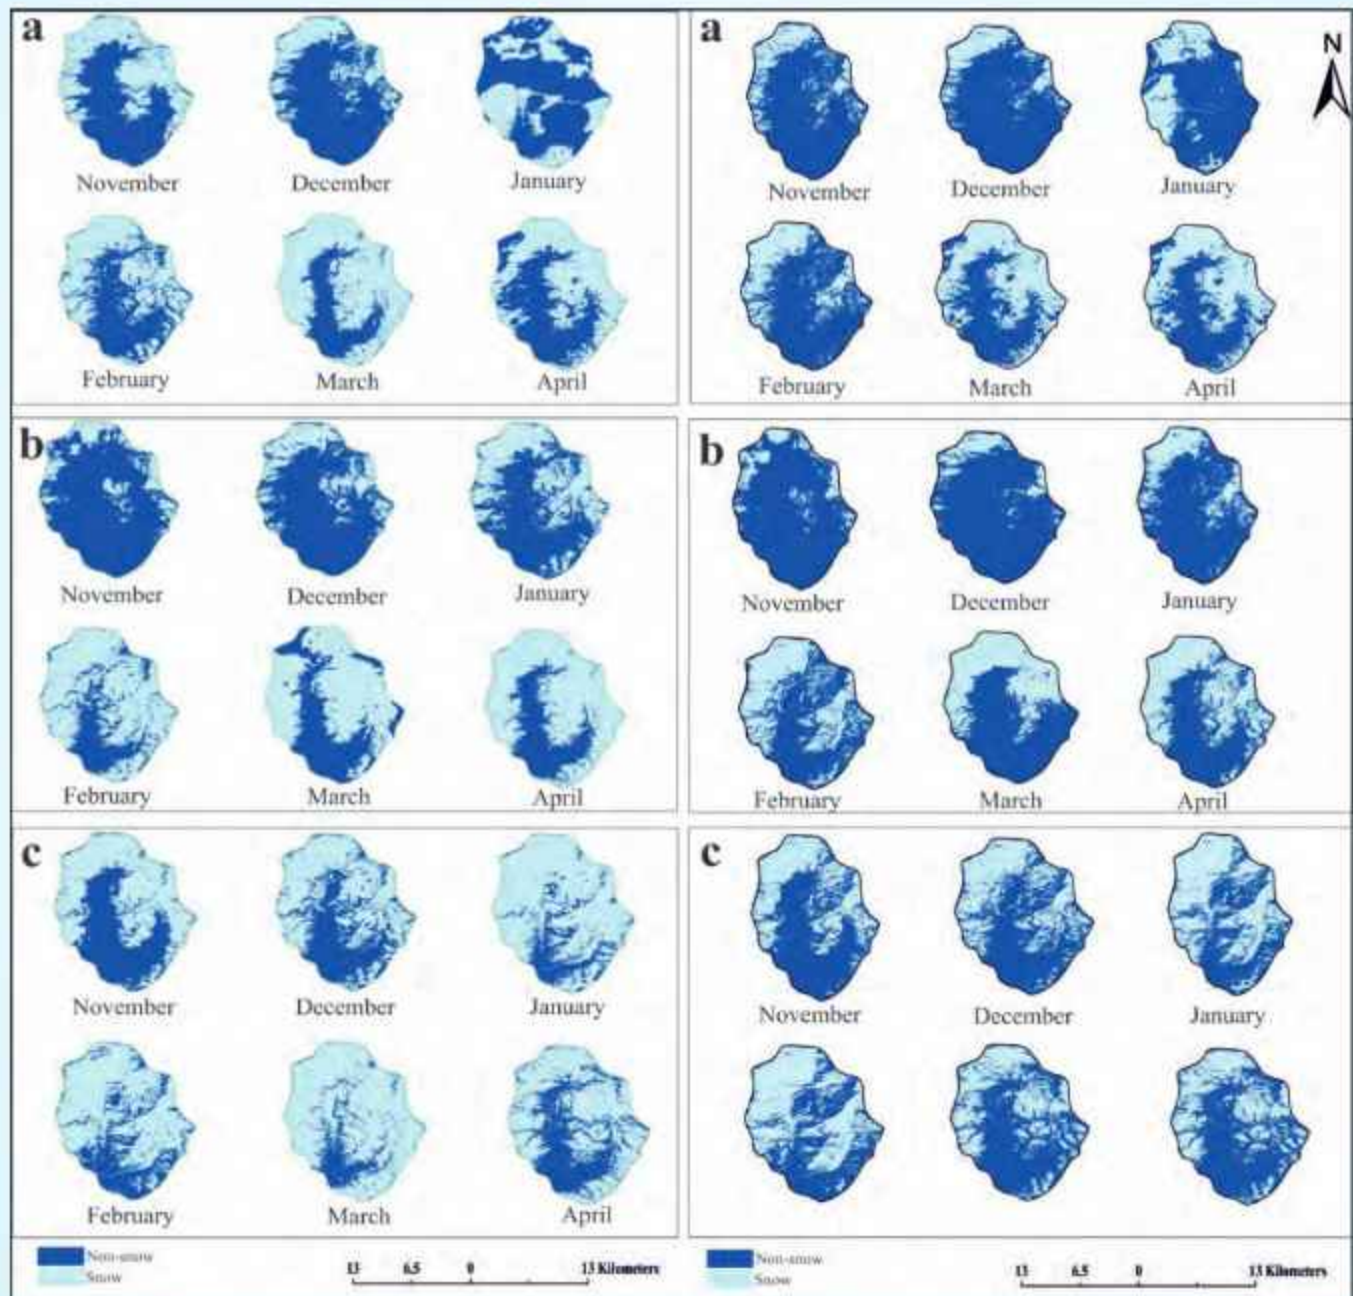 a
November December January
February March April
b
November December January
February March April
c
November December January
February March April
Non-snow
Snow
13 6.5 0 13 Kilometers
a
N
November December January
February March April
b
November December January
February March April
c
November December January
Non-snow
Snow
13 6.5 0 13 Kilometers